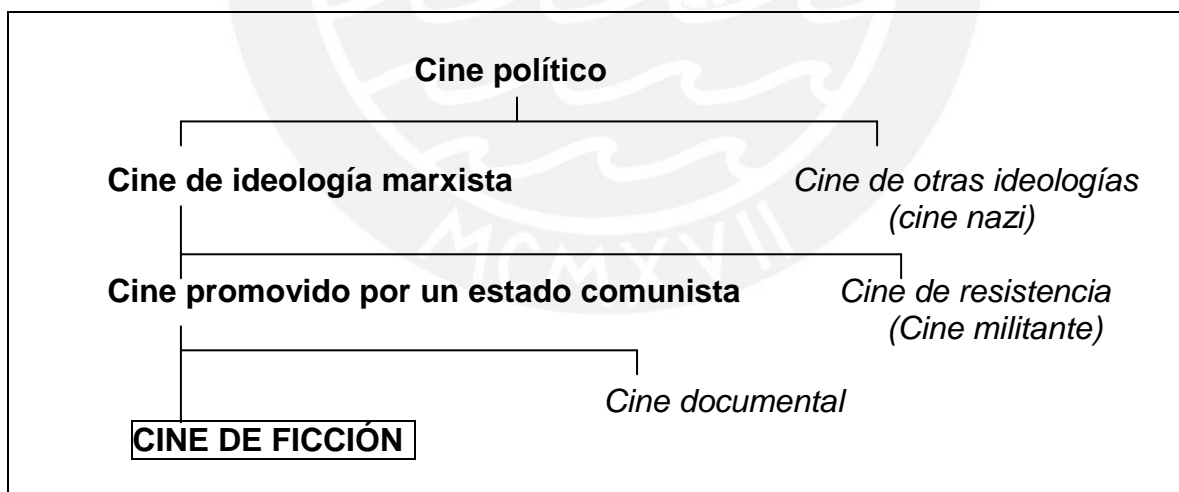 Cine político
Cine de ideología marxista
Cine de otras ideologías
(cine nazi)
Cine promovido por un estado comunista
Cine de resistencia
(Cine militante)
Cine documental
CINE DE FICCIÓN
MCMXVII